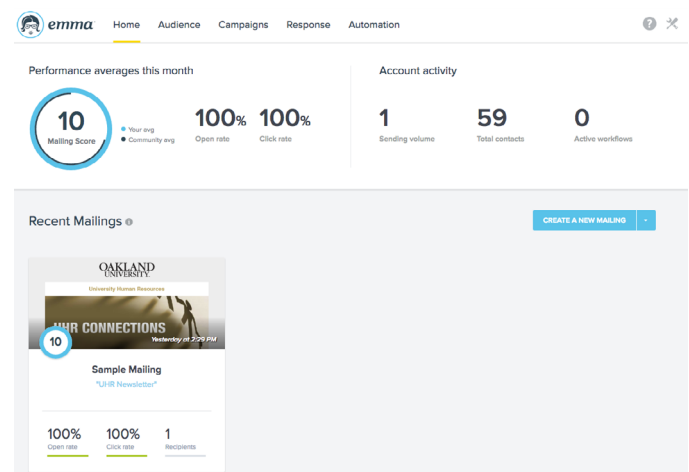 emma Home Audience Campaigns Response Automation ?
Performance averages this month
Account activity
10
Mailing Score
Your avg
Community avg
100%
Open rate
100%
Click rate
1
Sending volume
59
Total contacts
0
Active workflows
Recent Mailings
CREATE A NEW MAILING
OAKLAND
UNIVERSITY
University Human Resources
UHR CONNECTIONS
Yesterday at 2:29 PM
10
Sample Mailing
"UHR Newsletter"
100%
Open rate
100%
Click rate
1
Recipients